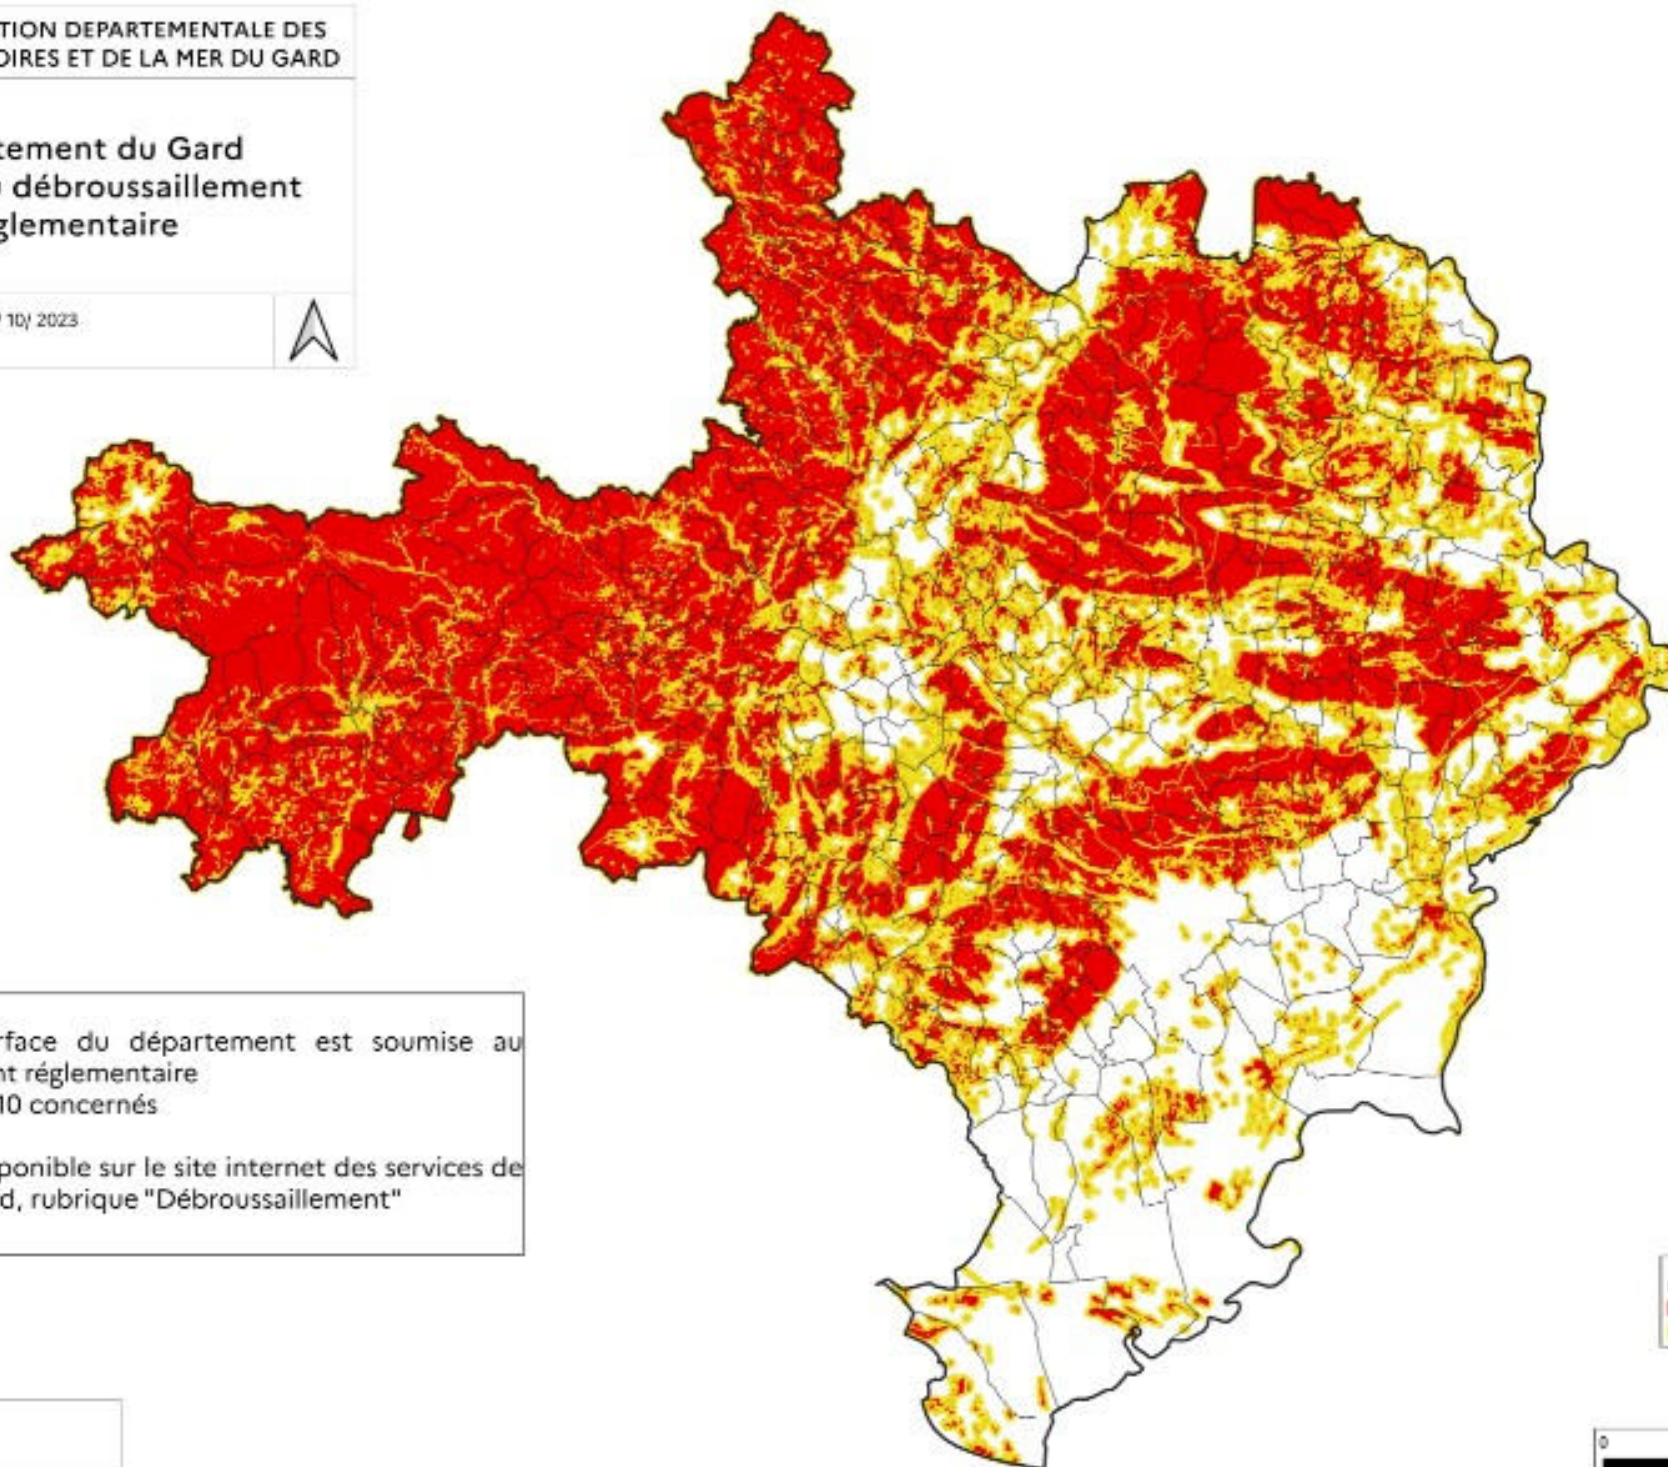 TION DEPARTEMENTALE DES
OIRES ET DE LA MER DU GARD
tement du Gard
débroussaillement
glementaire
10/ 2023
rface du département est soumise au
nt réglementaire
10 concernés
ponible sur le site internet des services de
d, rubrique "Débroussaillement"
0